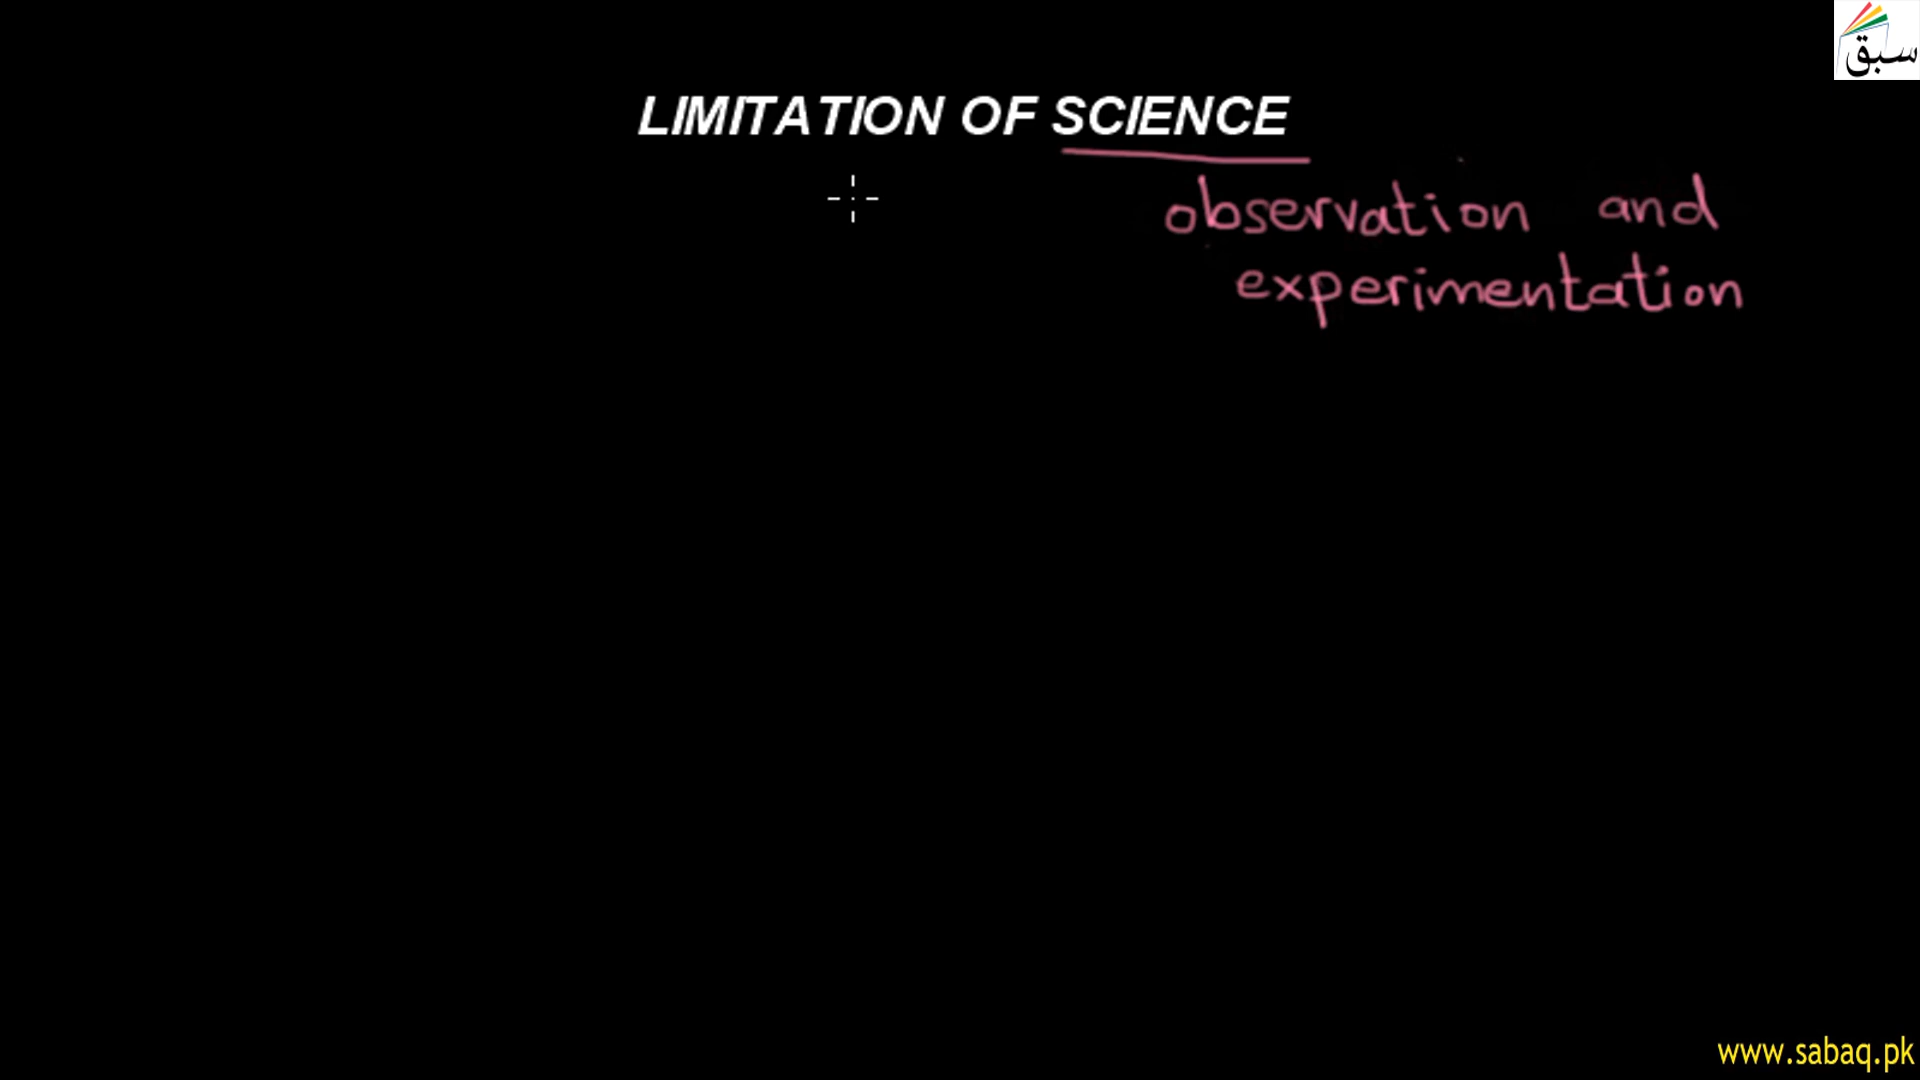 سبق
LIMITATION OF SCIENCE
observation and
experimentation
www.sabaq.pk